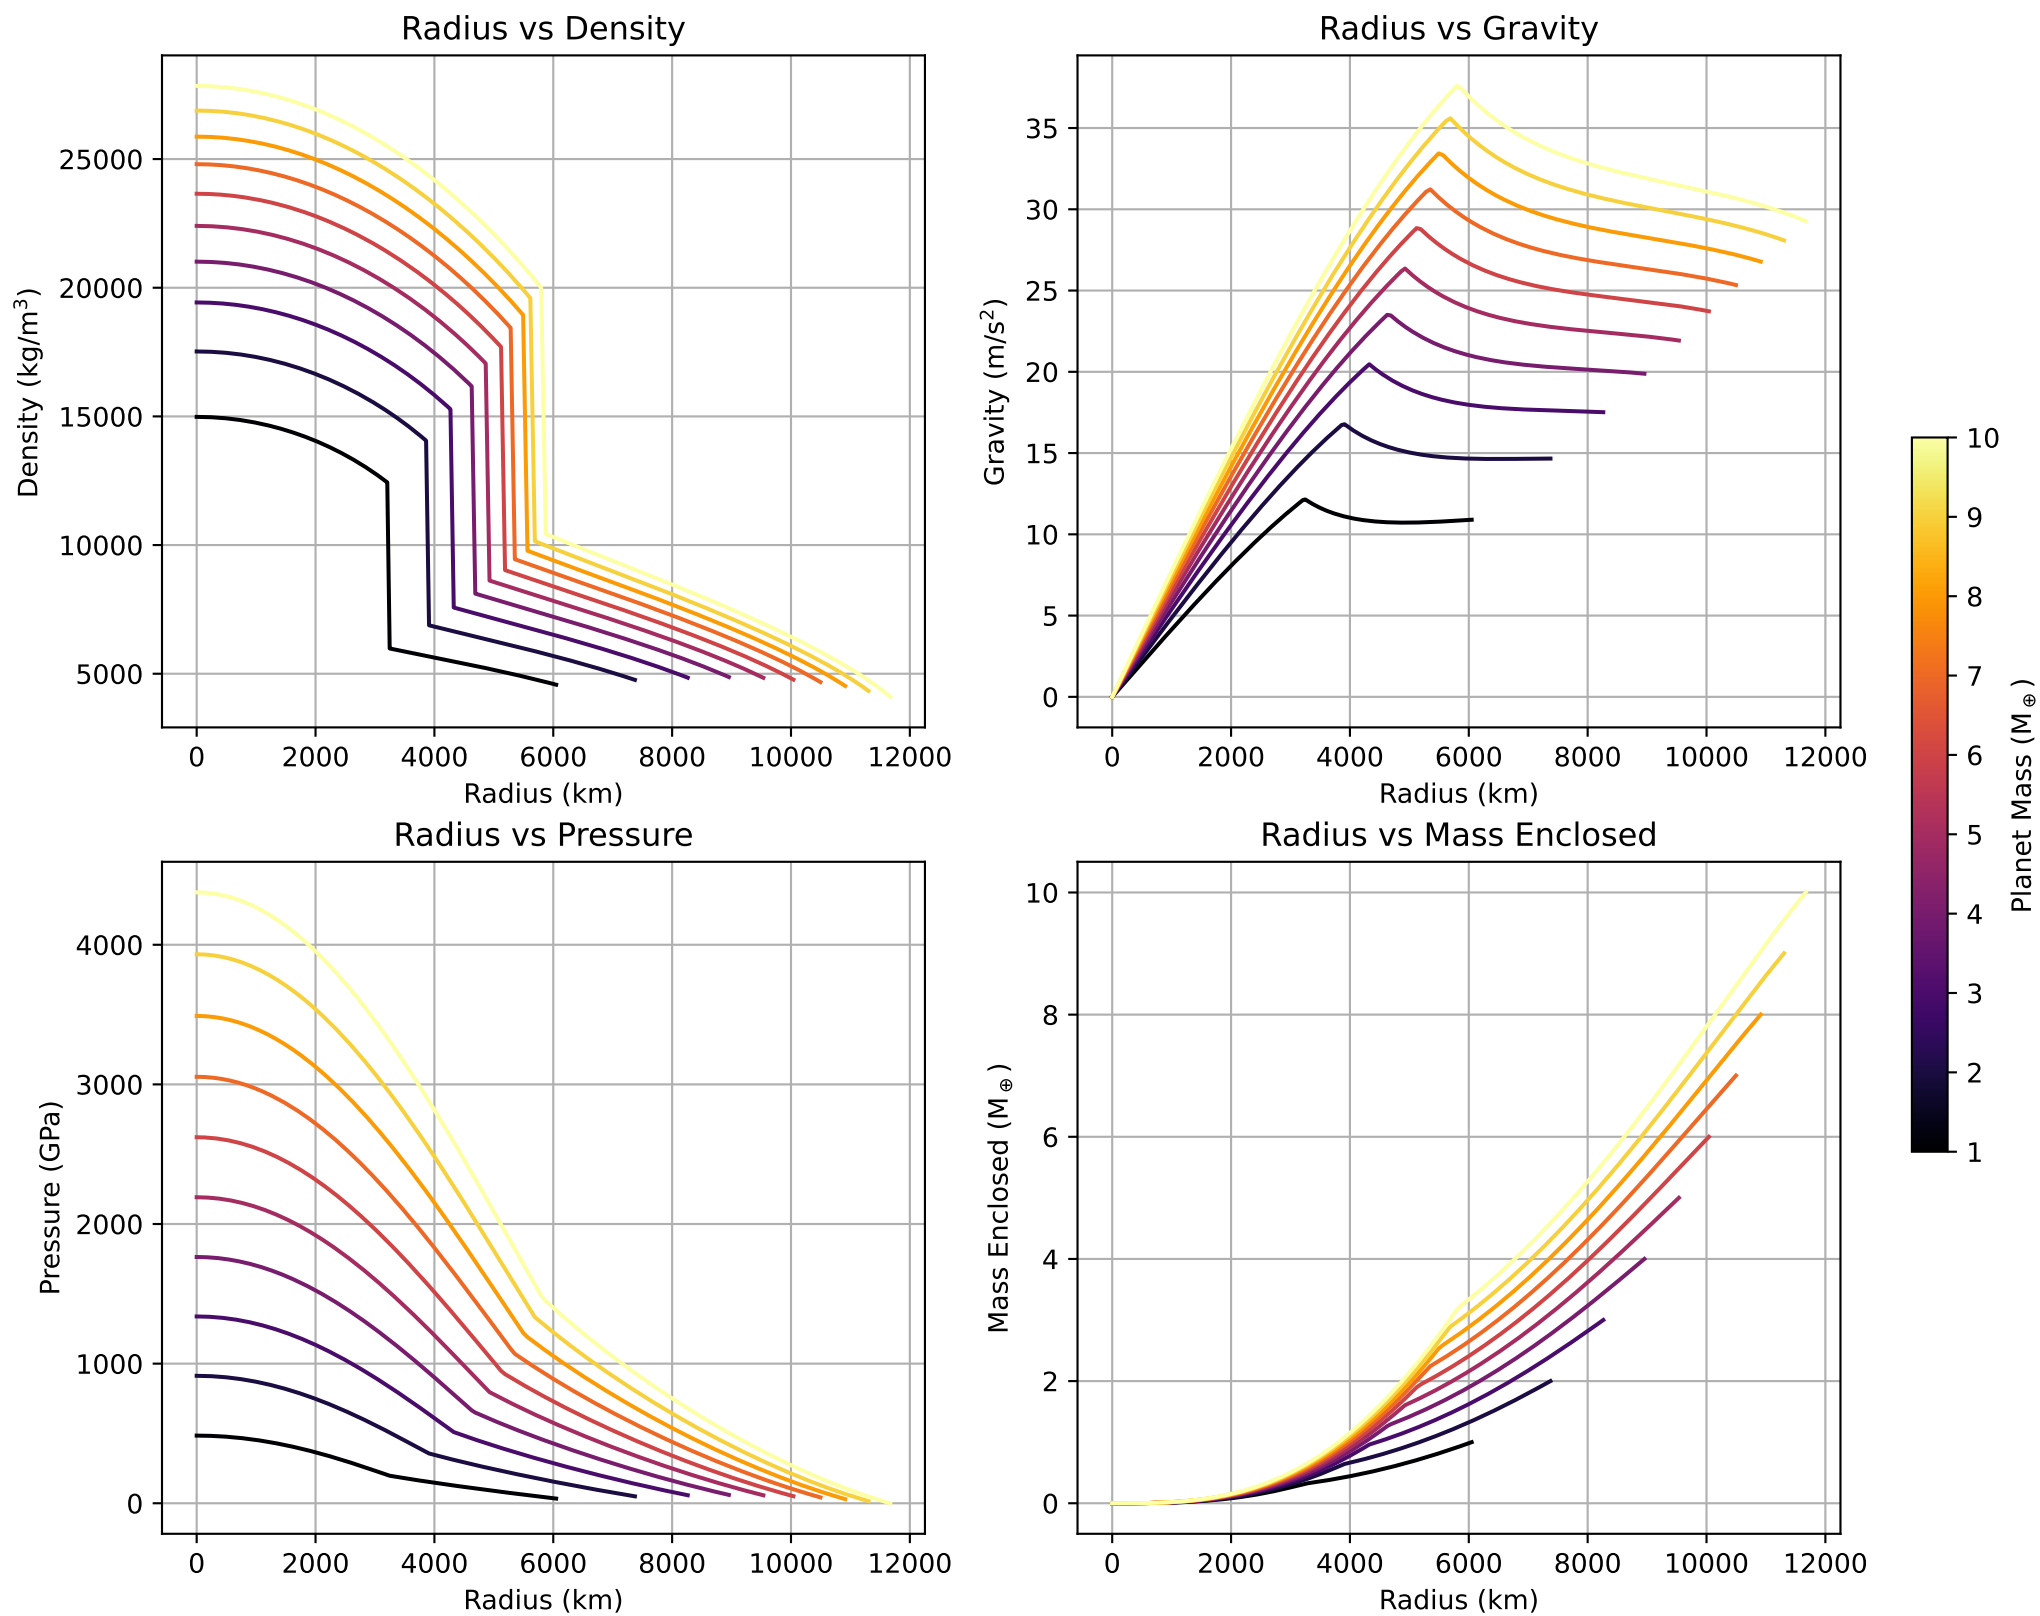 Radius vs Density
Density (kg/m³)
25000
20000
15000
10000
5000
0 2000 4000 6000 8000 10000 12000
Radius (km)
Radius vs Gravity
Gravity (m/s²)
35
30
25
20
15
10
5
0
0 2000 4000 6000 8000 10000 12000
Radius (km)
Radius vs Pressure
Pressure (GPa)
4000
3000
2000
1000
0
0 2000 4000 6000 8000 10000 12000
Radius (km)
Radius vs Mass Enclosed
Mass Enclosed (M⊕)
10
8
6
4
2
0
0 2000 4000 6000 8000 10000 12000
Radius (km)
10
9
8
7
6
5
4
3
2
1
Planet Mass (M⊕)